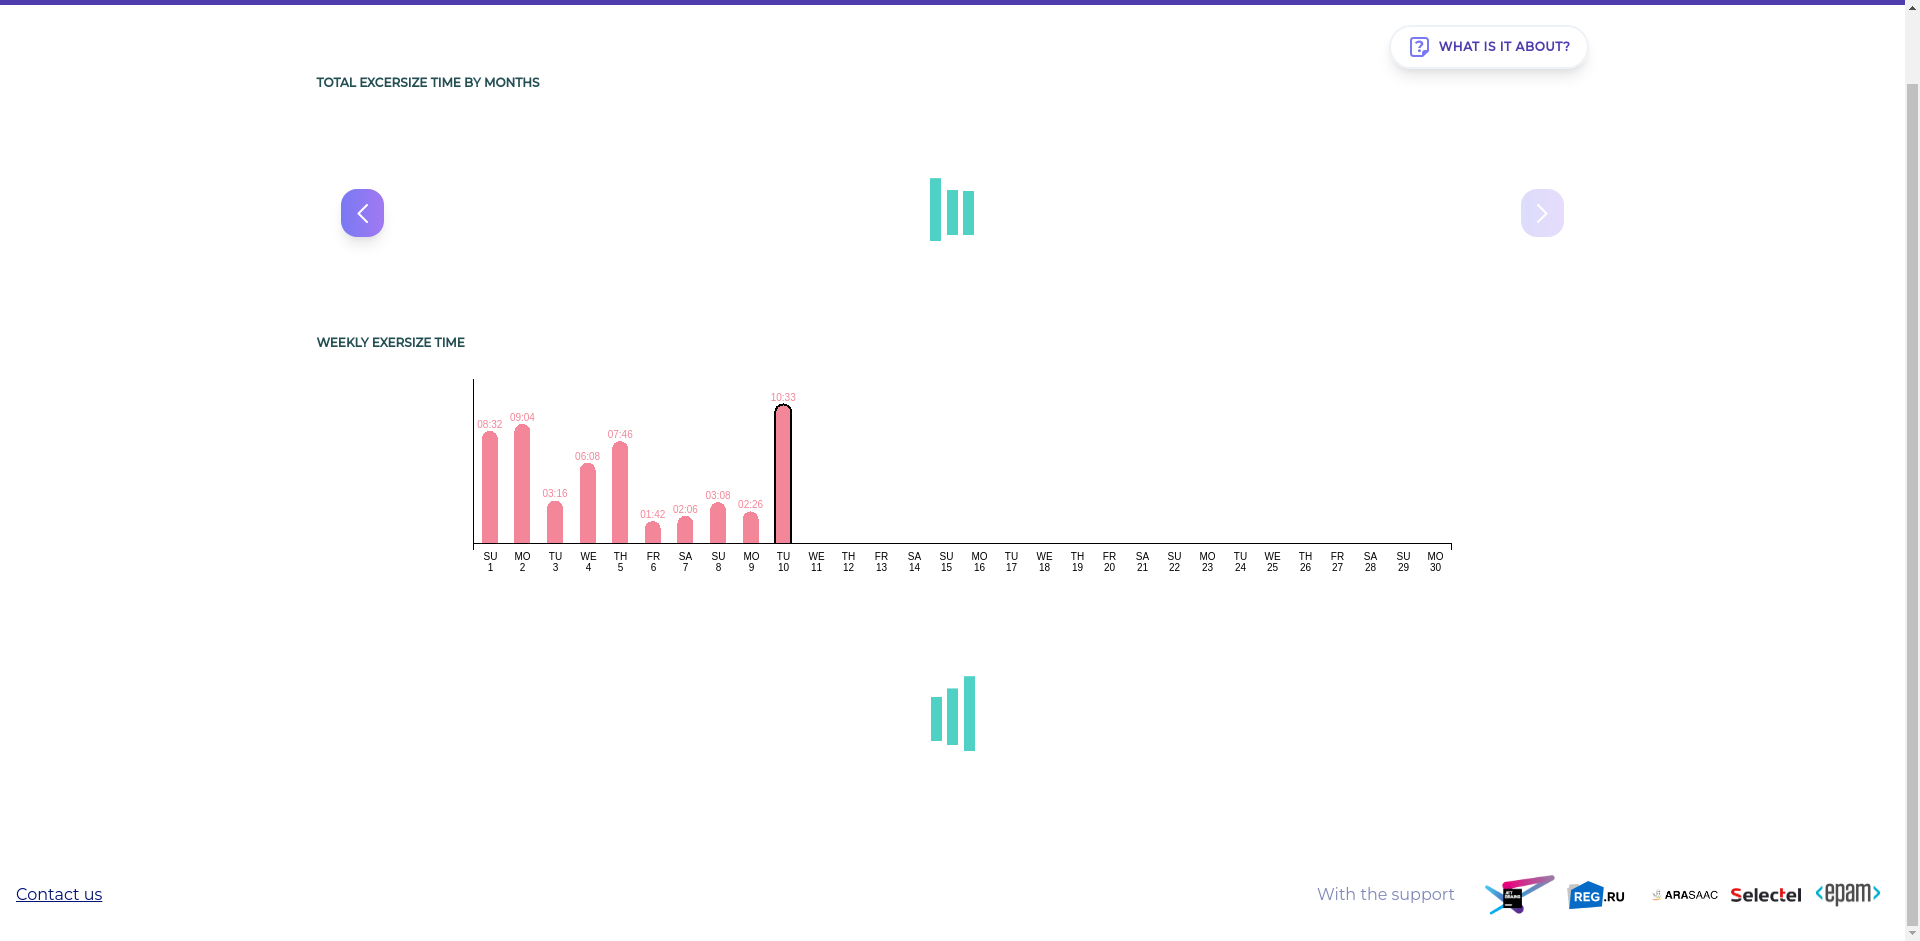 WHAT IS IT ABOUT?
TOTAL EXCERSIZE TIME BY MONTHS
WEEKLY EXERSIZE TIME
08:32 09:04 03:16 06:08 07:46 01:42 02:06 03:08 02:26 10:33
SU MO TU WE TH FR SA SU MO TU WE TH FR SA SU MO TU WE TH FR SA SU MO TU WE TH FR SA SU MO
1 2 3 4 5 6 7 8 9 10 11 12 13 14 15 16 17 18 19 20 21 22 23 24 25 26 27 28 29 30
Contact us
With the support
JET BRAINS
REG.RU
ARASAAC
Selectel
<epam>